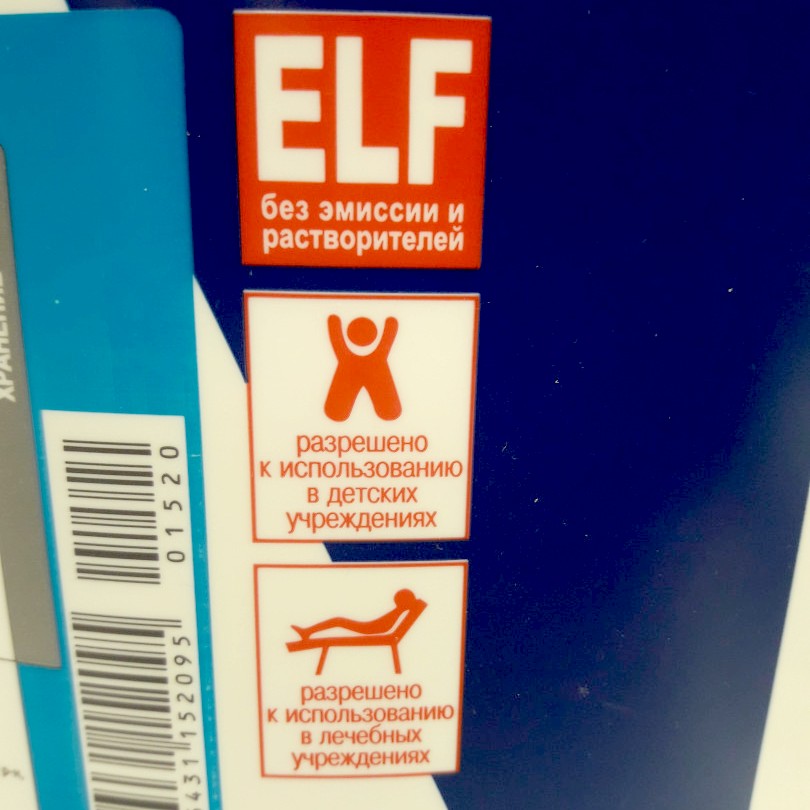 ELF
без эмиссии и
растворителей
разрешено
к использованию
в детских
учреждениях
разрешено
к использованию
в лечебных
учреждениях
ХРАНЕНИЕ
01520
152095